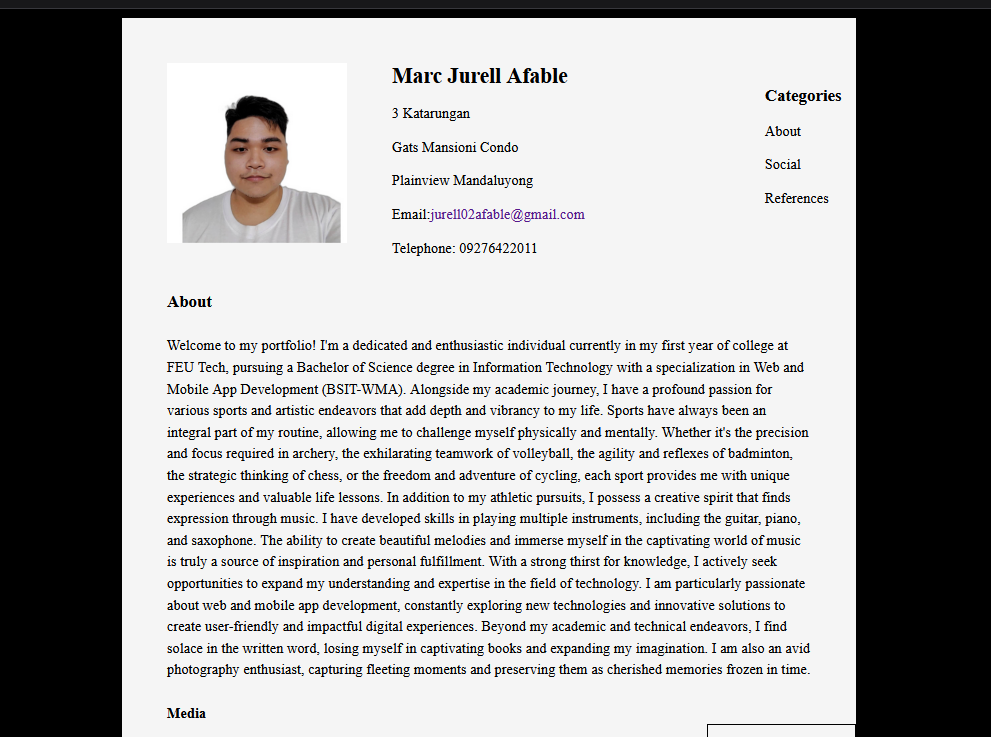 Marc Jurell Afable
3 Katarungan
Gats Mansioni Condo
Plainview Mandaluyong
Email:jurell02afable@gmail.com
Telephone: 09276422011
Categories
About
Social
References
About
Welcome to my portfolio! I'm a dedicated and enthusiastic individual currently in my first year of college at
FEU Tech, pursuing a Bachelor of Science degree in Information Technology with a specialization in Web and
Mobile App Development (BSIT-WMA). Alongside my academic journey, I have a profound passion for
various sports and artistic endeavors that add depth and vibrancy to my life. Sports have always been an
integral part of my routine, allowing me to challenge myself physically and mentally. Whether it's the precision
and focus required in archery, the exhilarating teamwork of volleyball, the agility and reflexes of badminton,
the strategic thinking of chess, or the freedom and adventure of cycling, each sport provides me with unique
experiences and valuable life lessons. In addition to my athletic pursuits, I possess a creative spirit that finds
expression through music. I have developed skills in playing multiple instruments, including the guitar, piano,
and saxophone. The ability to create beautiful melodies and immerse myself in the captivating world of music
is truly a source of inspiration and personal fulfillment. With a strong thirst for knowledge, I actively seek
opportunities to expand my understanding and expertise in the field of technology. I am particularly passionate
about web and mobile app development, constantly exploring new technologies and innovative solutions to
create user-friendly and impactful digital experiences. Beyond my academic and technical endeavors, I find
solace in the written word, losing myself in captivating books and expanding my imagination. I am also an avid
photography enthusiast, capturing fleeting moments and preserving them as cherished memories frozen in time.
Media